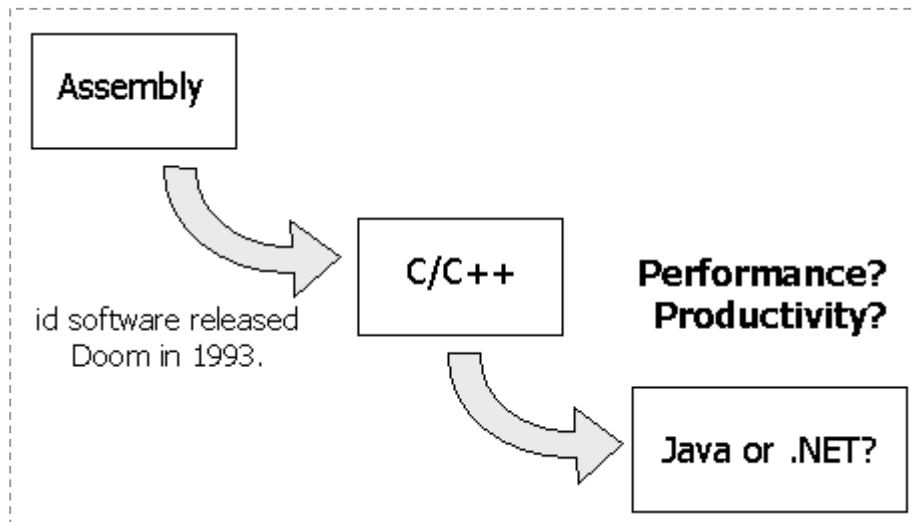 Assembly
C/C++
Performance?
Productivity?
id software released
Doom in 1993.
Java or .NET?